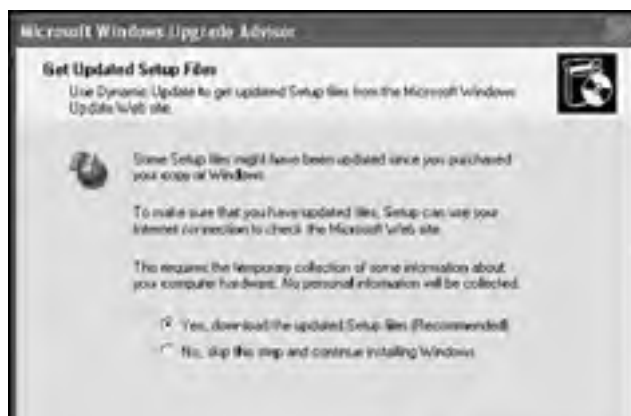 Microsoft Windows Upgrade Advisor
Get Updated Setup Files
Use Dynamic Update to get updated Setup files from the Microsoft Windows
Update Web site.
Some Setup files might have been updated since you purchased
your copy of Windows.
To make sure that you have updated files, Setup can use your
Internet connection to check the Microsoft Web site.
This requires the temporary collection of some information about
your computer hardware. No personal information will be collected.
Yes, download the updated Setup files (Recommended)
No, skip this step and continue installing Windows